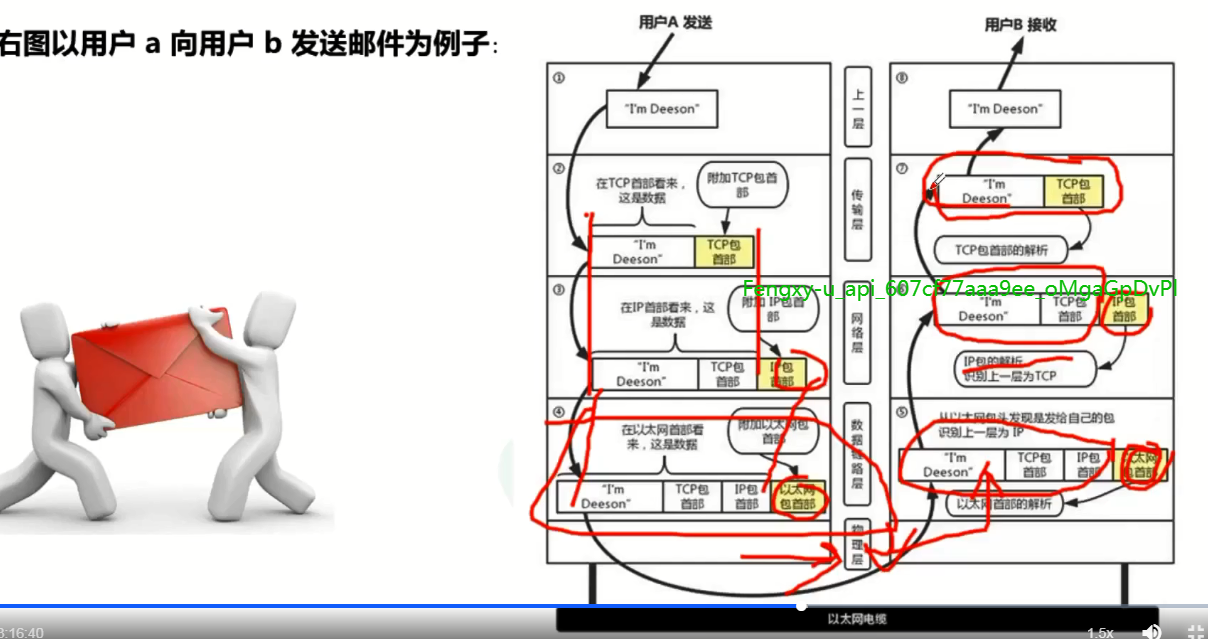 右图以用户 a 向用户 b 发送邮件为例子：
用户A 发送
①
"I'm Deeson"
②
在TCP首部看来，
这是数据
附加TCP包首
部
"I'm
Deeson"
TCP包
首部
③
在IP首部看来，这
是数据
附加 IP包首
部
"I'm
Deeson"
TCP包
首部
IP包
首部
④
在以太网首部看
来，这是数据
附加以太网包
首部
"I'm
Deeson"
TCP包
首部
IP包
首部
以太网
包首部
上一层
传输层
网络层
数据链路层
物理层
用户B 接收
⑧
"I'm Deeson"
⑦
"I'm
Deeson"
TCP包
首部
TCP包首部的解析
Fengxy-u_api_607cf77aaa9ee_oMgaGpDvPl
"I'm
Deeson"
TCP包
首部
IP包
首部
IP包的解析
识别上一层为TCP
⑤
从以太网包头发现是发给自己的包
识别上一层为 IP
"I'm
Deeson"
TCP包
首部
IP包
首部
以太网
包首部
以太网首部的解析
以太网电缆
3:16:40
1.5x